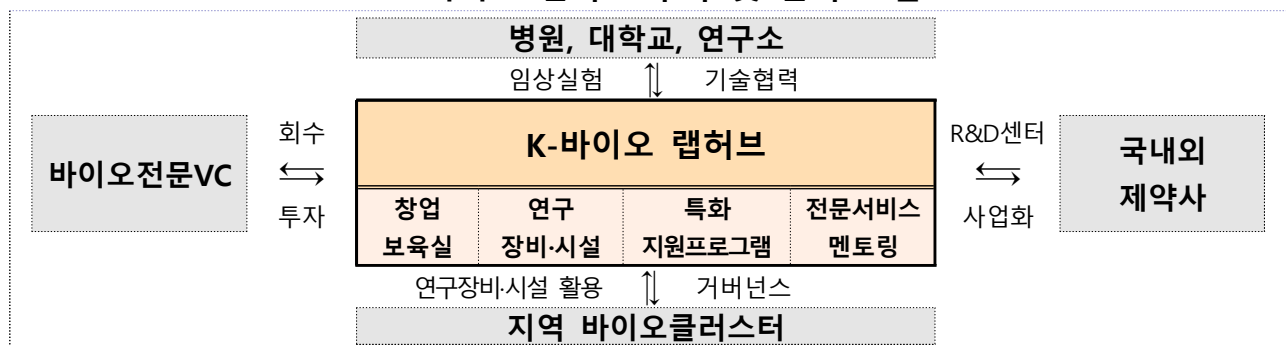 병원, 대학교, 연구소
임상실험 ⇅ 기술협력
바이오전문VC
회수
⇆
투자
K-바이오 랩허브
창업
보육실
연구
장비·시설
특화
지원프로그램
전문서비스
멘토링
R&D센터
⇆
사업화
국내외
제약사
연구장비·시설 활용 ⇅ 거버넌스
지역 바이오클러스터